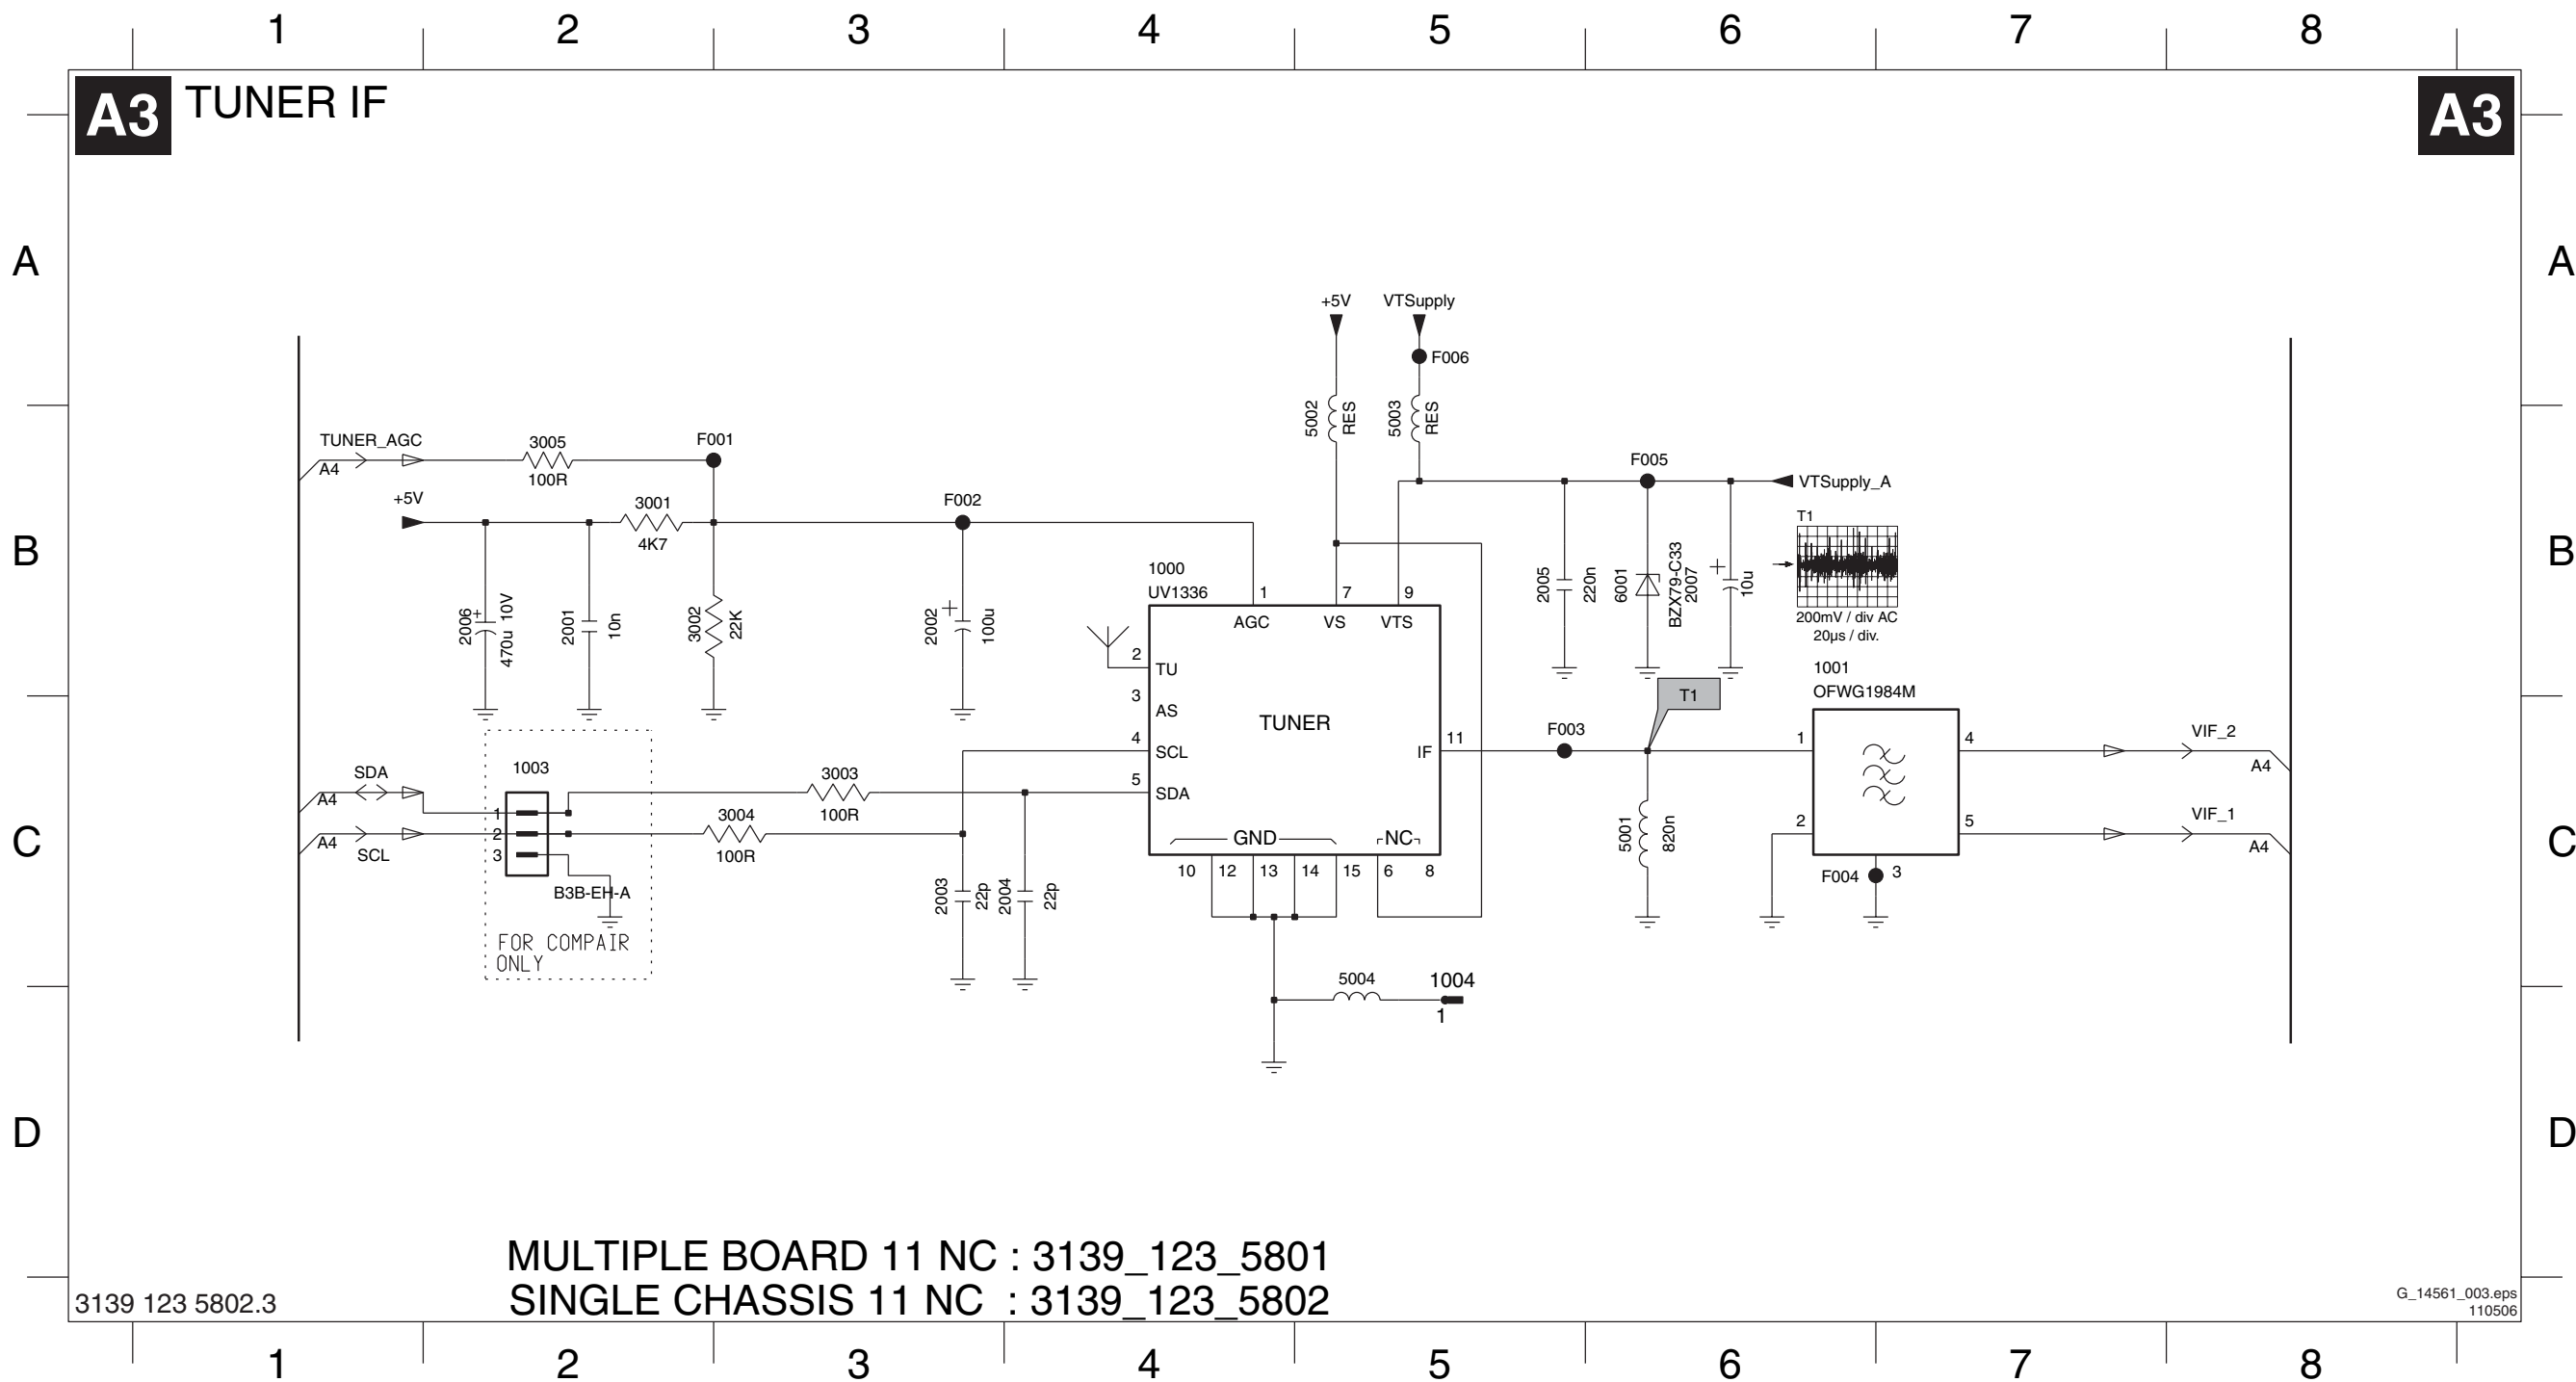 1 2 3 4 5 6 7 8
A3 TUNER IF A3
A A
+5V VTSupply
F006
5002 RES 5003 RES
TUNER_AGC 3005 F001
A4 100R
F005
VTSupply_A
+5V 3001 F002
4K7
T1
B B
1000
UV1336
1 7 9
AGC VS VTS
2006 + 470u 10V 2001 10n 3002 22K 2002 + 100u
2005 220n 6001 BZX79-C33 2007 + 10u
200mV / div AC
20µs / div.
2 TU
3 AS
TUNER
4 SCL
5 SDA
IF 11
GND NC
10 12 13 14 15 6 8
1001
OFWG1984M
T1
F003
1 4 VIF_2
A4
2 5 VIF_1
A4
F004 3
5001 820n
SDA 1003 3003
A4 1 100R
A4 2 3004
SCL 3 100R
B3B-EH-A
FOR COMPAIR
ONLY
C C
2003 22p 2004 22p
5004 1004
1
D D
MULTIPLE BOARD 11 NC : 3139_123_5801
SINGLE CHASSIS 11 NC : 3139_123_5802
3139 123 5802.3
G_14561_003.eps
110506
1 2 3 4 5 6 7 8